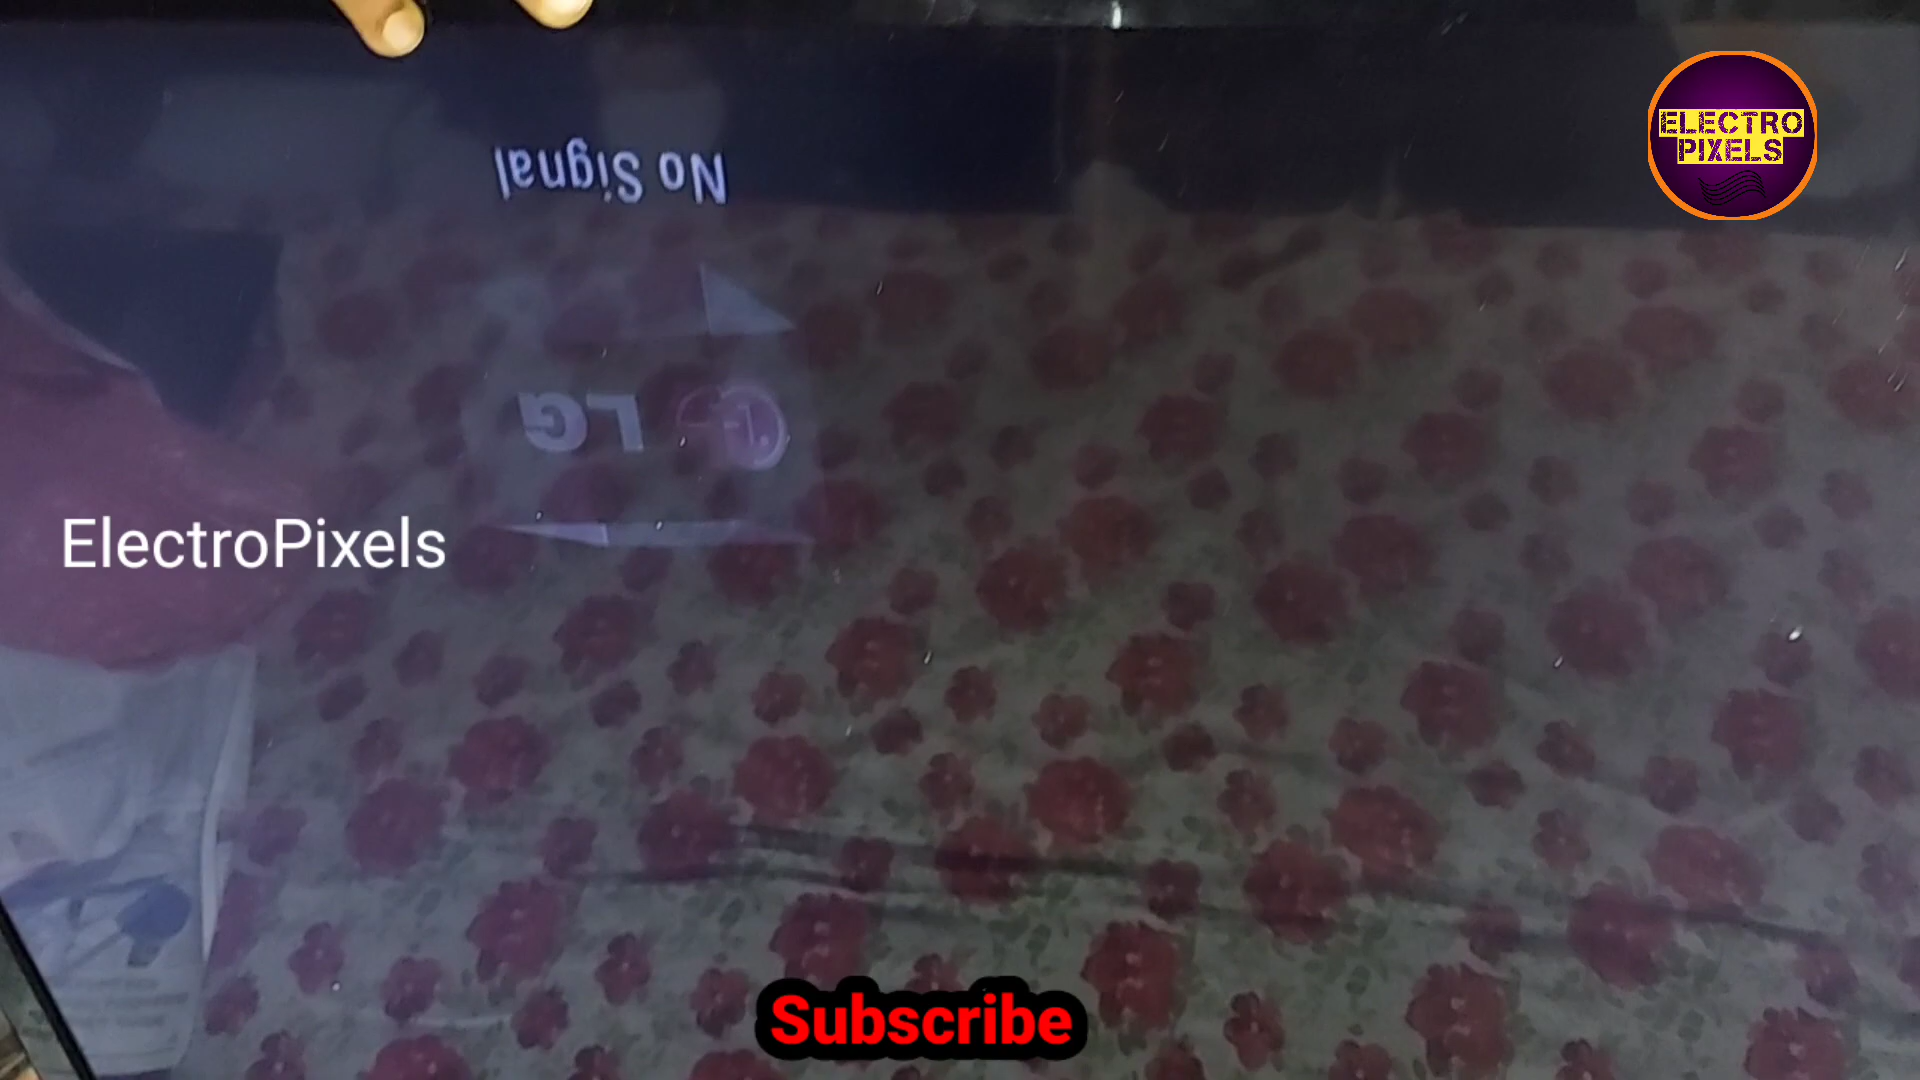 ELECTRO
PIXELS
No Signal
LG
ElectroPixels
Subscribe